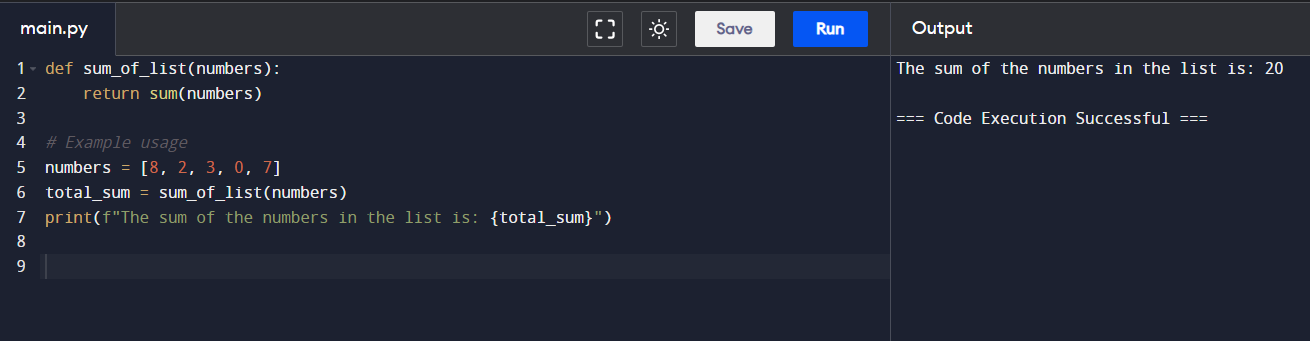 main.py
Save
Run
Output
1 def sum_of_list(numbers):
2     return sum(numbers)
3
4 # Example usage
5 numbers = [8, 2, 3, 0, 7]
6 total_sum = sum_of_list(numbers)
7 print(f"The sum of the numbers in the list is: {total_sum}")
8
9
The sum of the numbers in the list is: 20
=== Code Execution Successful ===